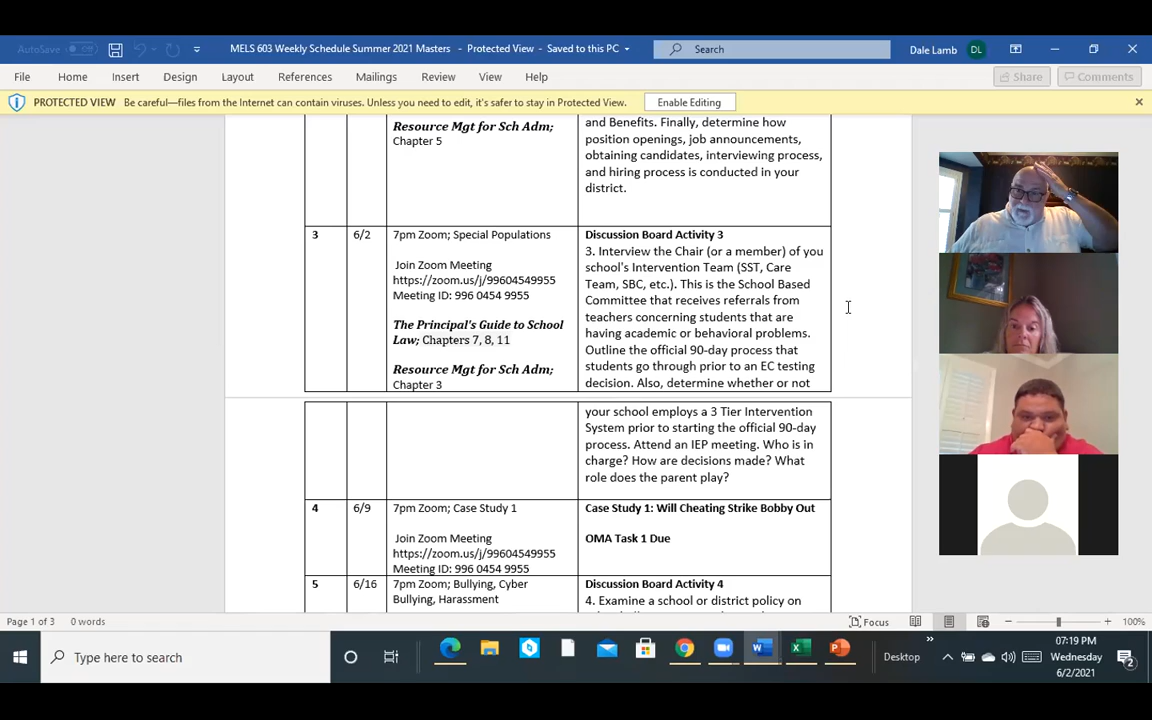 AutoSave
Off
MELS 603 Weekly Schedule Summer 2021 Masters - Protected View - Saved to this PC
Search
Dale Lamb
DL
File
Home
Insert
Design
Layout
References
Mailings
Review
View
Help
Share
Comments
PROTECTED VIEW
Be careful—files from the Internet can contain viruses. Unless you need to edit, it's safer to stay in Protected View.
Enable Editing
Resource Mgt for Sch Adm;
Chapter 5
and Benefits. Finally, determine how
position openings, job announcements,
obtaining candidates, interviewing process,
and hiring process is conducted in your
district.
3
6/2
7pm Zoom; Special Populations
Join Zoom Meeting
https://zoom.us/j/99604549955
Meeting ID: 996 0454 9955
The Principal's Guide to School
Law; Chapters 7, 8, 11
Resource Mgt for Sch Adm;
Chapter 3
Discussion Board Activity 3
3. Interview the Chair (or a member) of you
school's Intervention Team (SST, Care
Team, SBC, etc.). This is the School Based
Committee that receives referrals from
teachers concerning students that are
having academic or behavioral problems.
Outline the official 90-day process that
students go through prior to an EC testing
decision. Also, determine whether or not
your school employs a 3 Tier Intervention
System prior to starting the official 90-day
process. Attend an IEP meeting. Who is in
charge? How are decisions made? What
role does the parent play?
4
6/9
7pm Zoom; Case Study 1
Join Zoom Meeting
https://zoom.us/j/99604549955
Meeting ID: 996 0454 9955
Case Study 1: Will Cheating Strike Bobby Out
OMA Task 1 Due
5
6/16
7pm Zoom; Bullying, Cyber
Bullying, Harassment
Discussion Board Activity 4
4. Examine a school or district policy on
Page 1 of 3
0 words
Focus
100%
Type here to search
Desktop
07:19 PM
Wednesday
6/2/2021
2